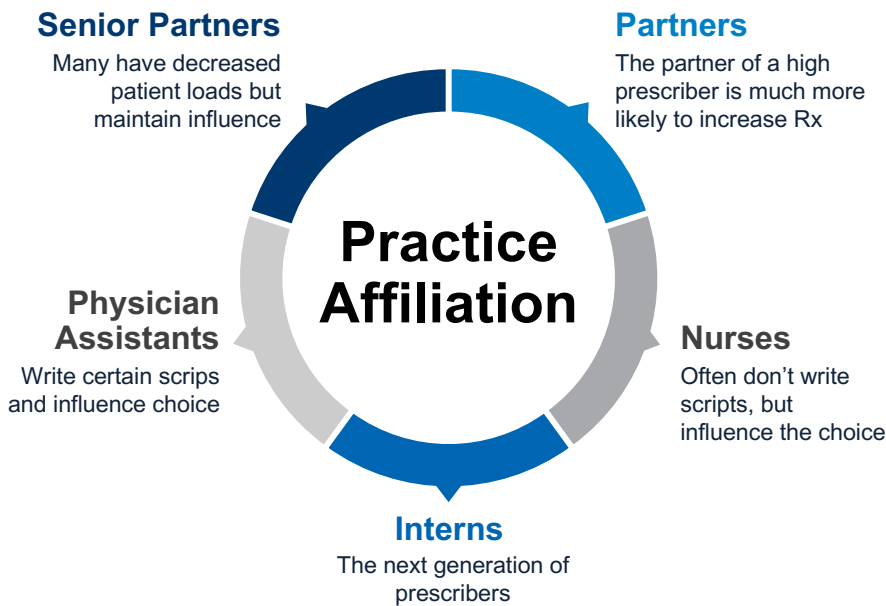 Senior Partners
Many have decreased
patient loads but
maintain influence
Partners
The partner of a high
prescriber is much more
likely to increase Rx
Practice
Affiliation
Physician
Assistants
Write certain scrips
and influence choice
Nurses
Often don’t write
scripts, but
influence the choice
Interns
The next generation of
prescribers